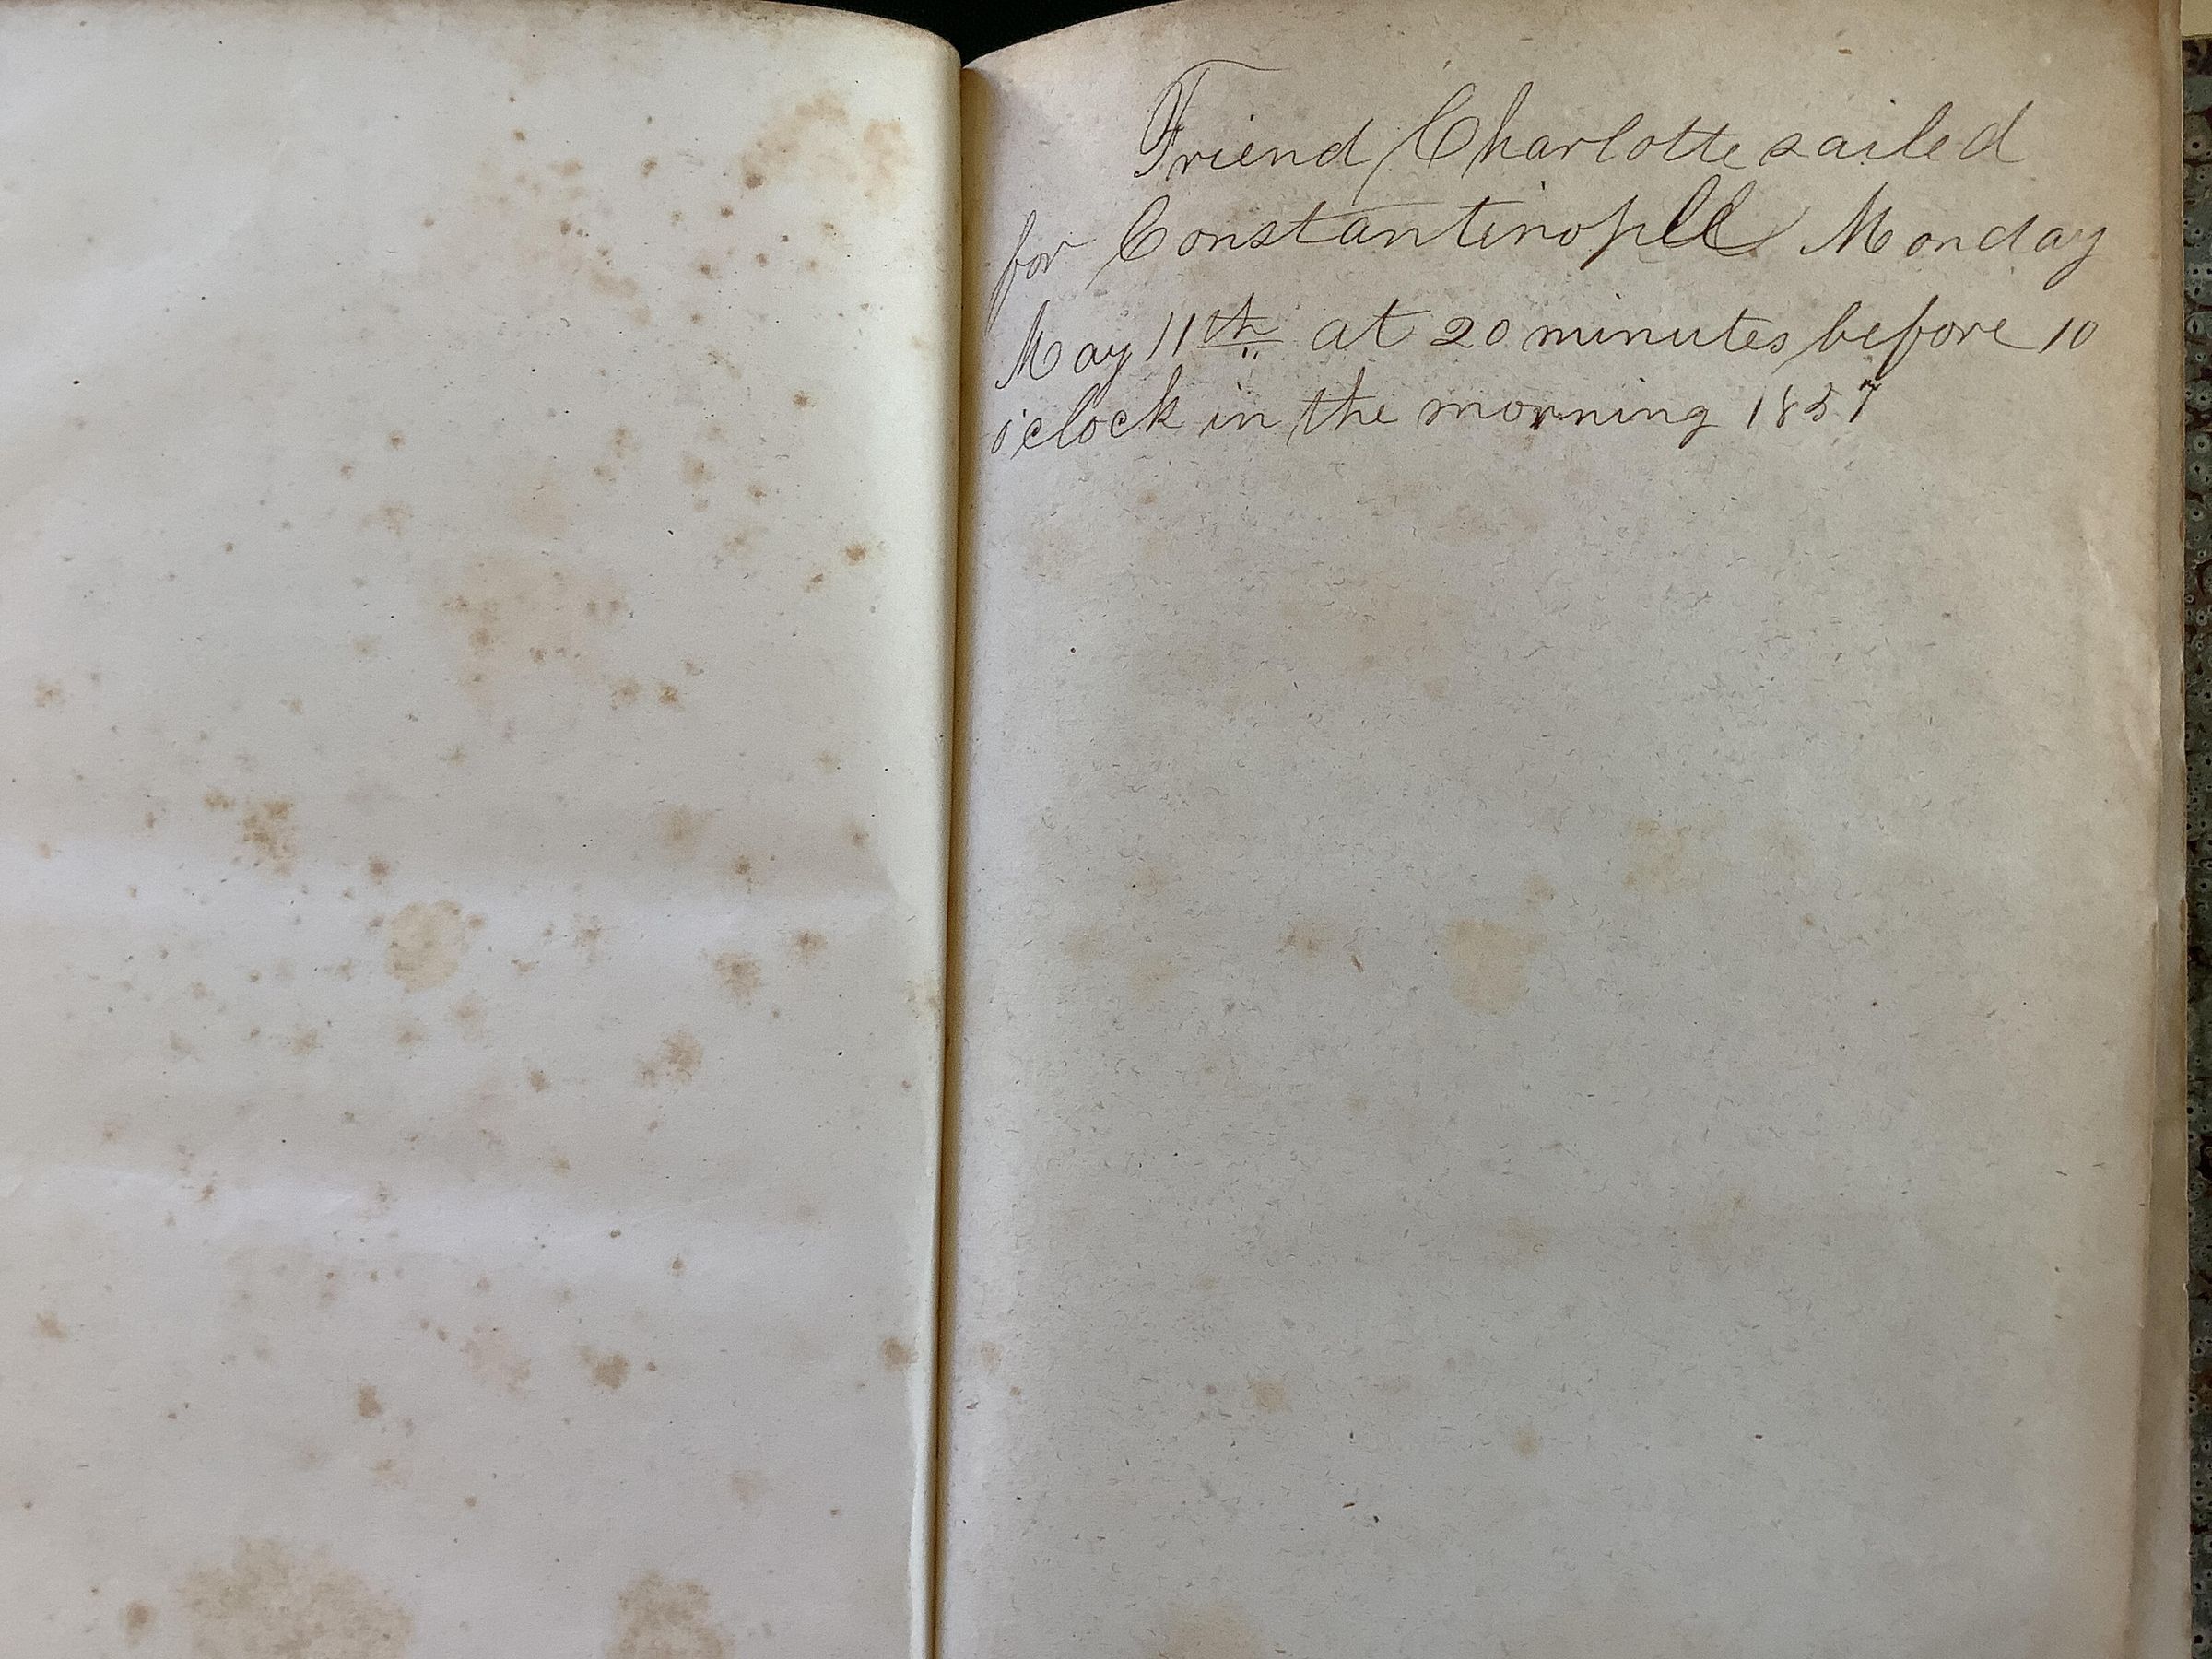 Friend Charlotte sailed
for Constantinople Monday
May 11th at 20 minutes before 10
o'clock in the morning 1857